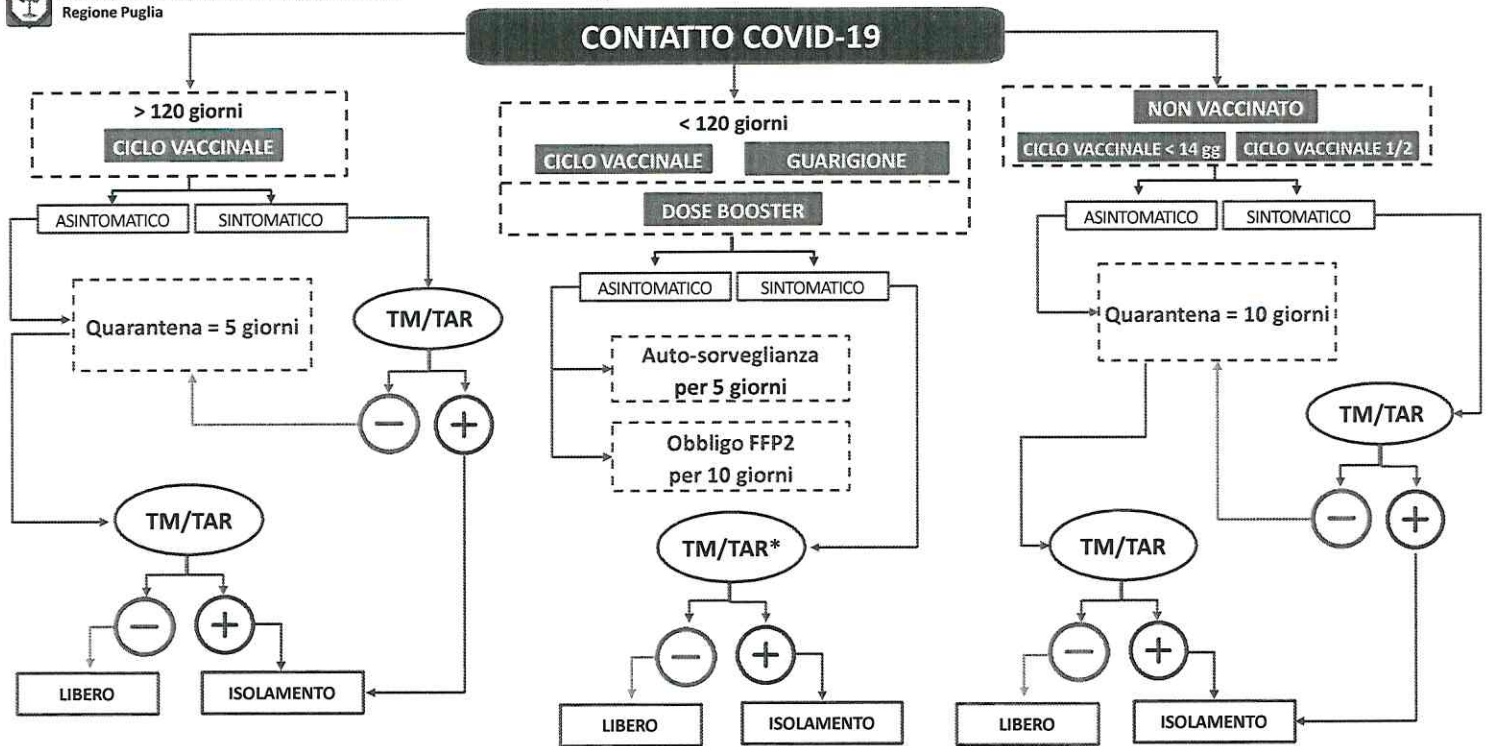 Regione Puglia
CONTATTO COVID-19
> 120 giorni
CICLO VACCINALE
ASINTOMATICO
SINTOMATICO
Quarantena = 5 giorni
TM/TAR
−
+
TM/TAR
−
+
LIBERO
ISOLAMENTO
< 120 giorni
CICLO VACCINALE
GUARIGIONE
DOSE BOOSTER
ASINTOMATICO
SINTOMATICO
Auto-sorveglianza
per 5 giorni
Obbligo FFP2
per 10 giorni
TM/TAR*
−
+
LIBERO
ISOLAMENTO
NON VACCINATO
CICLO VACCINALE < 14 gg
CICLO VACCINALE 1/2
ASINTOMATICO
SINTOMATICO
Quarantena = 10 giorni
TM/TAR
−
+
TM/TAR
−
+
LIBERO
ISOLAMENTO